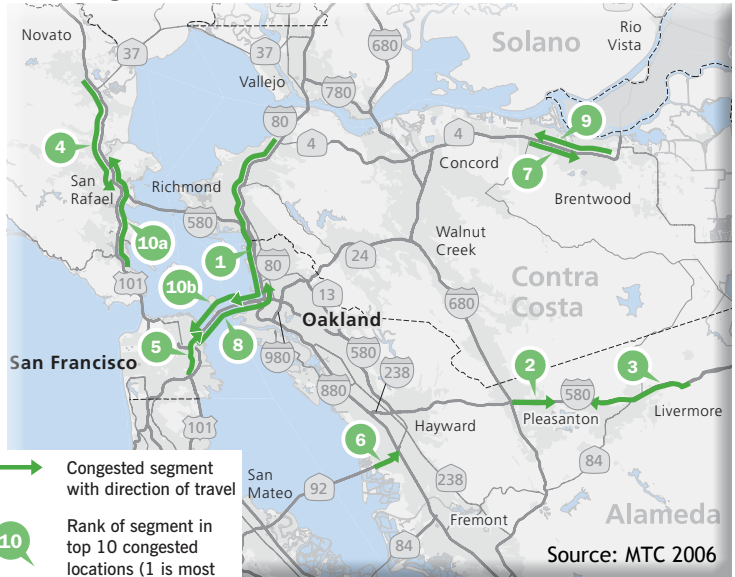 Novato
37
37
680
Solano
Rio
Vista
Vallejo
780
80
4
4
9
4
Concord
7
San
Rafael
Richmond
Brentwood
580
10a
1
80
24
Walnut
Creek
Contra
Costa
101
10b
13
680
Oakland
8
5
San Francisco
980
580
238
2
580
3
880
Pleasanton
Livermore
101
Hayward
6
84
San
Mateo
92
238
Fremont
Alameda
84
Congested segment
with direction of travel
10
Rank of segment in
top 10 congested
locations (1 is most
Source: MTC 2006